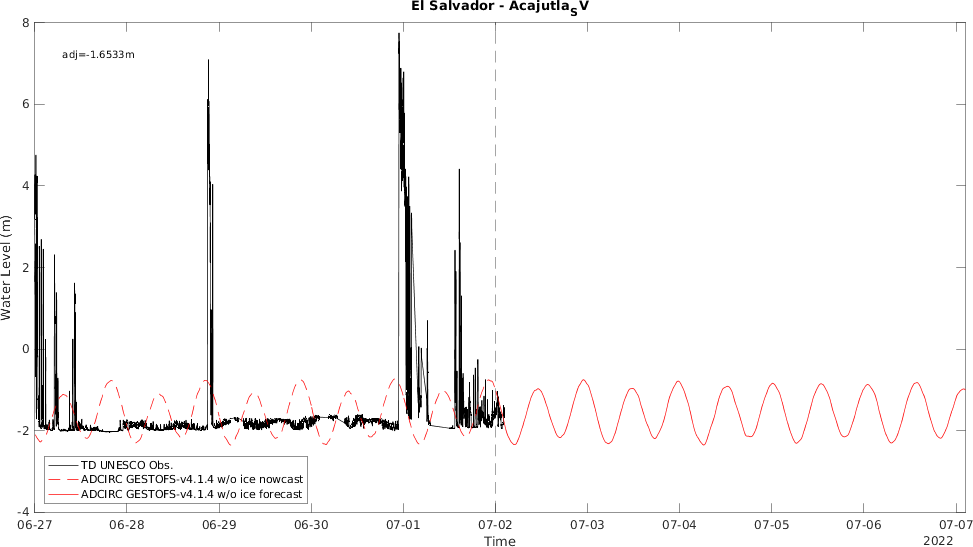 El Salvador - Acajutla_SV
adj=-1.6533m
Water Level (m)
8
6
4
2
0
-2
-4
TD UNESCO Obs.
ADCIRC GESTOFS-v4.1.4 w/o ice nowcast
ADCIRC GESTOFS-v4.1.4 w/o ice forecast
06-27 06-28 06-29 06-30 07-01 07-02 07-03 07-04 07-05 07-06 07-07
Time
2022